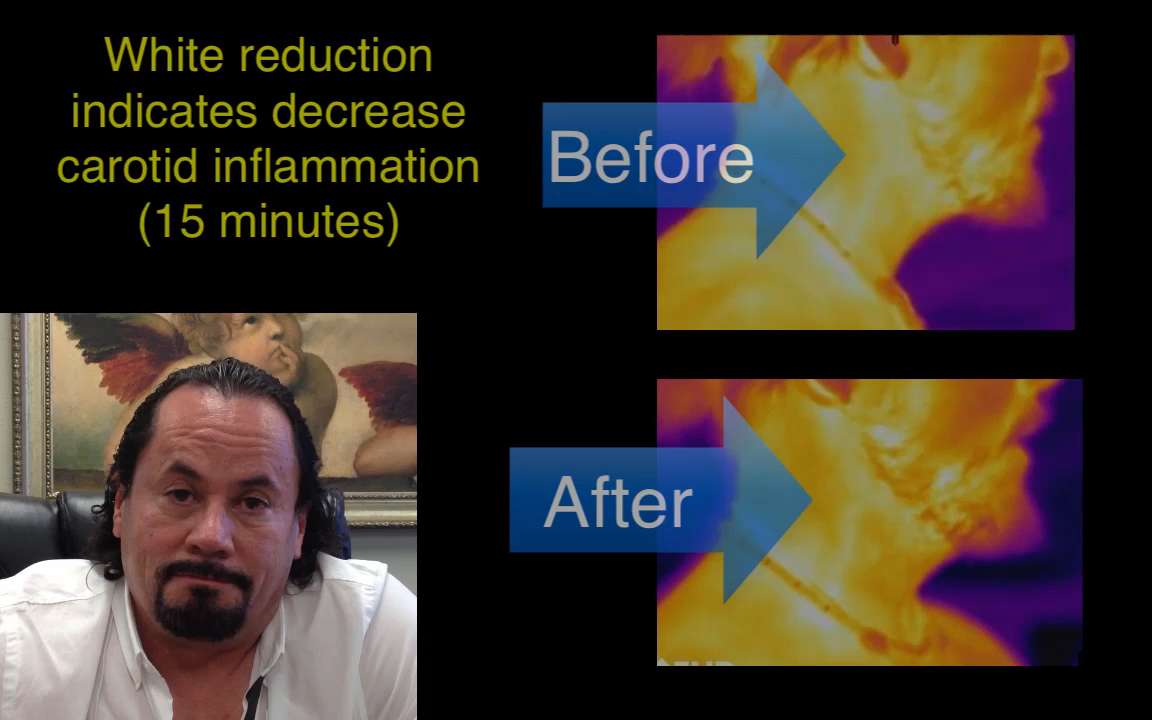 White reduction
indicates decrease
carotid inflammation
(15 minutes)
Before
After